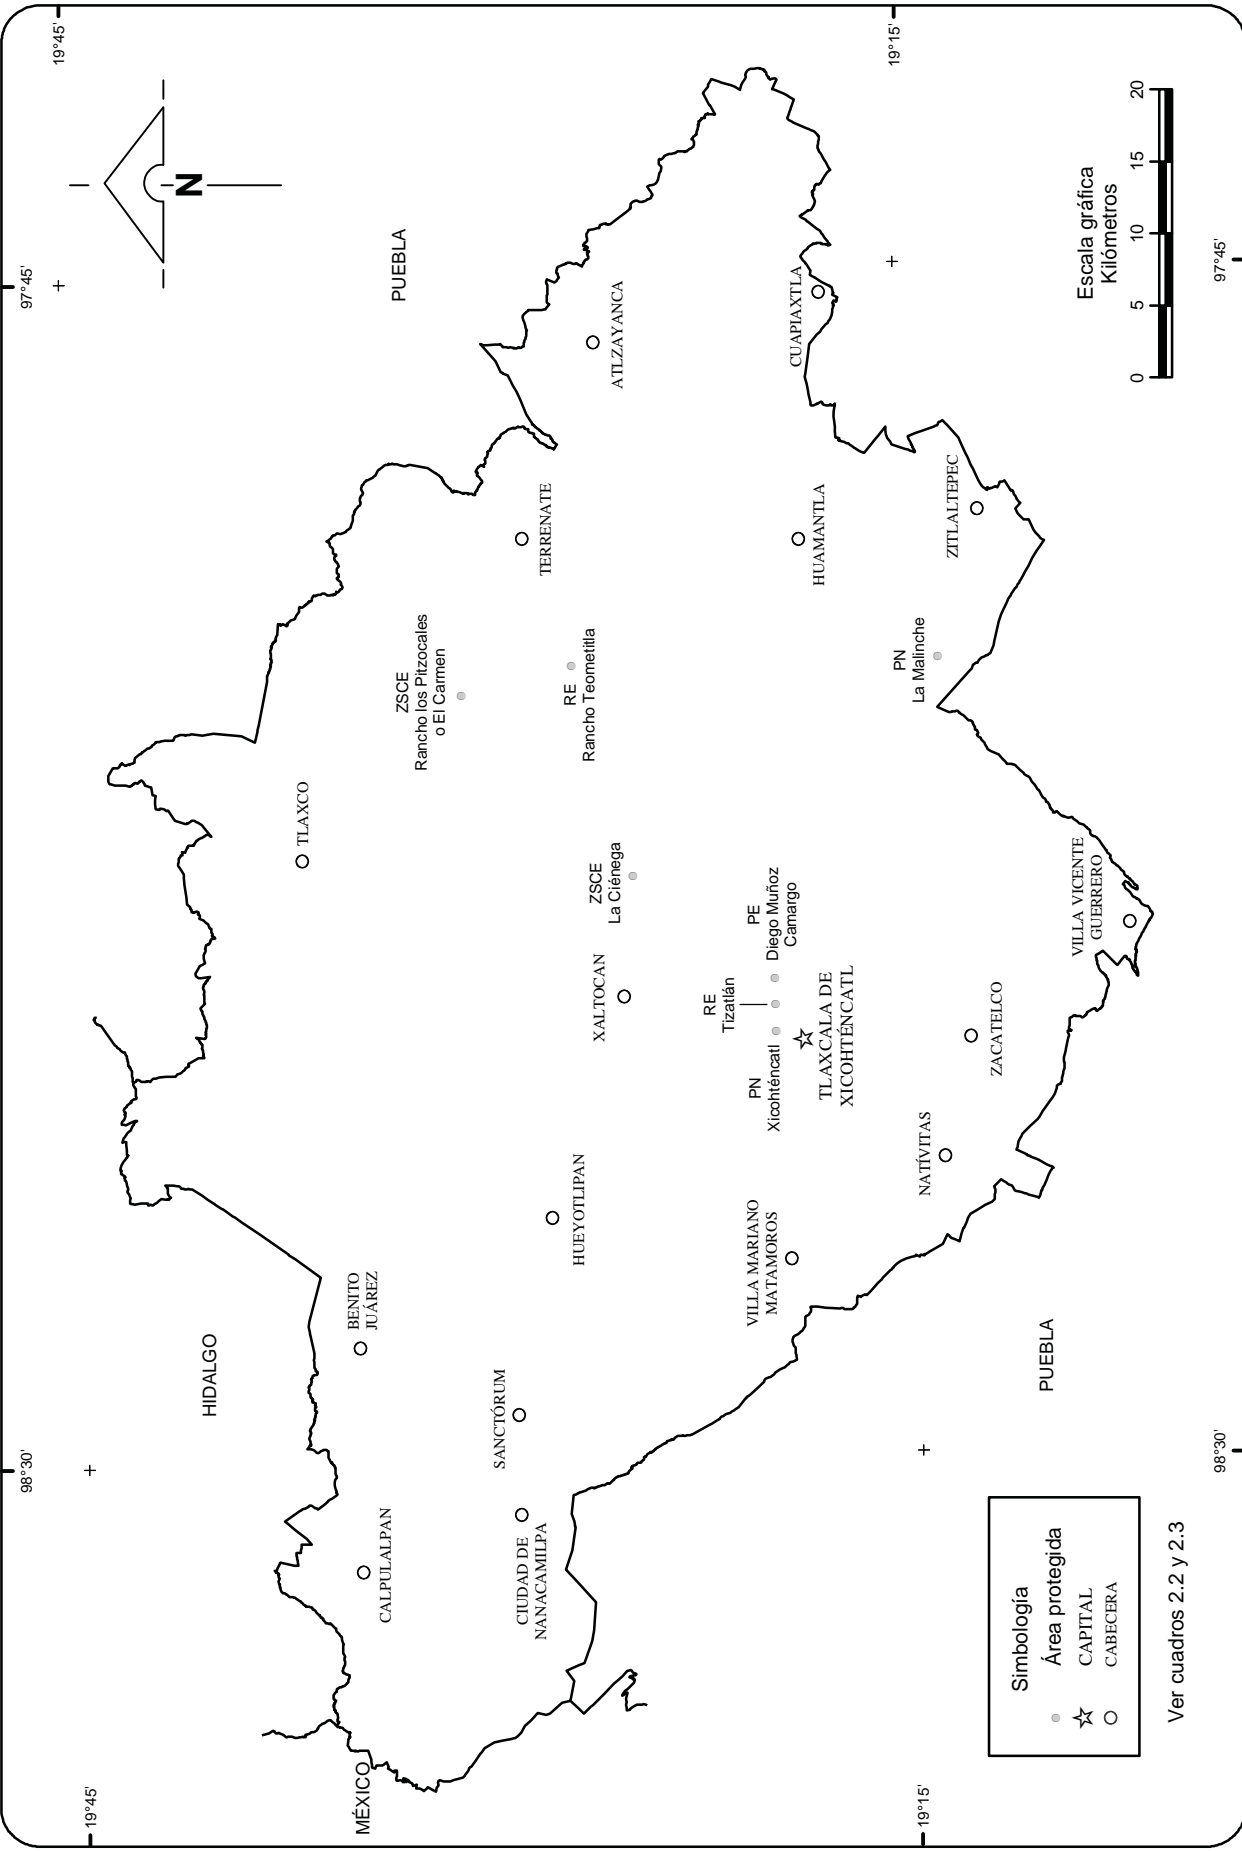 98°30'
97°45'
19°45'
19°45'
N
HIDALGO
PUEBLA
MÉXICO
CALPULALPAN
BENITO
JUÁREZ
TLAXCO
ZSCE
Rancho los Pitzocales
o El Carmen
SANCTÓRUM
CIUDAD DE
NANACAMILPA
HUEYOTLIPAN
TERRENATE
RE
Rancho Teometitla
ATLZAYANCA
XALTOCAN
ZSCE
La Ciénega
RE
Tizatlán
PE
Diego Muñoz
Camargo
PN
Xicohténcatl
TLAXCALA DE
XICOHTÉNCATL
VILLA MARIANO
MATAMOROS
HUAMANTLA
CUAPIAXTLA
19°15'
19°15'
PN
La Malinche
ZITLALTEPEC
NATÍVITAS
ZACATELCO
VILLA VICENTE
GUERRERO
PUEBLA
Simbología
Área protegida
CAPITAL
CABECERA
Escala gráfica
Kilómetros
0 5 10 15 20
Ver cuadros 2.2 y 2.3
98°30'
97°45'